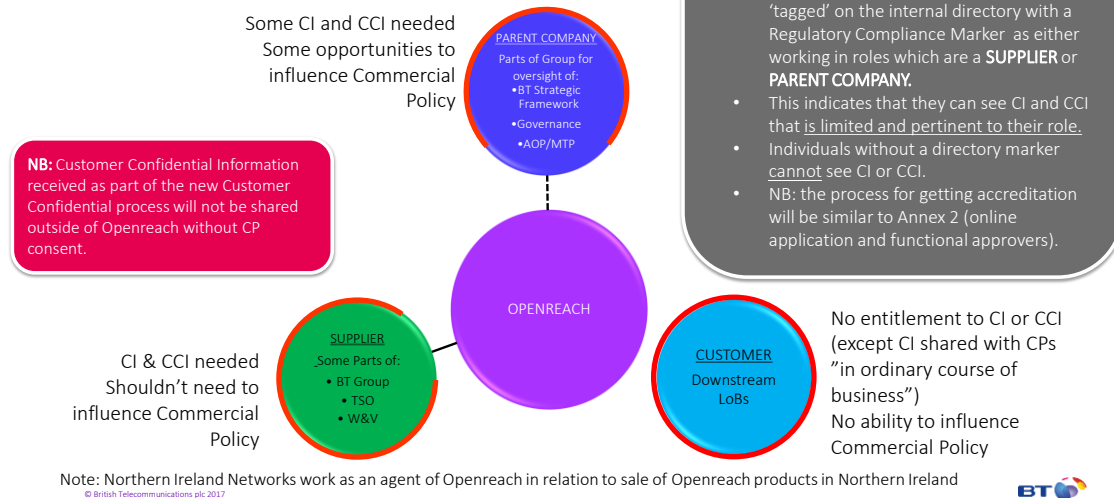 Some CI and CCI needed
Some opportunities to
influence Commercial
Policy
PARENT COMPANY
Parts of Group for
oversight of:
•BT Strategic
Framework
•Governance
•AOP/MTP
'tagged' on the internal directory with a
Regulatory Compliance Marker as either
working in roles which are a SUPPLIER or
PARENT COMPANY.
• This indicates that they can see CI and CCI
that is limited and pertinent to their role.
• Individuals without a directory marker
cannot see CI or CCI.
• NB: the process for getting accreditation
will be similar to Annex 2 (online
application and functional approvers).
NB: Customer Confidential Information
received as part of the new Customer
Confidential process will not be shared
outside of Openreach without CP
consent.
OPENREACH
CI & CCI needed
Shouldn't need to
influence Commercial
Policy
SUPPLIER
Some Parts of:
• BT Group
• TSO
• W&V
CUSTOMER
Downstream
LoBs
No entitlement to CI or CCI
(except CI shared with CPs
"in ordinary course of
business")
No ability to influence
Commercial Policy
Note: Northern Ireland Networks work as an agent of Openreach in relation to sale of Openreach products in Northern Ireland
© British Telecommunications plc 2017
BT